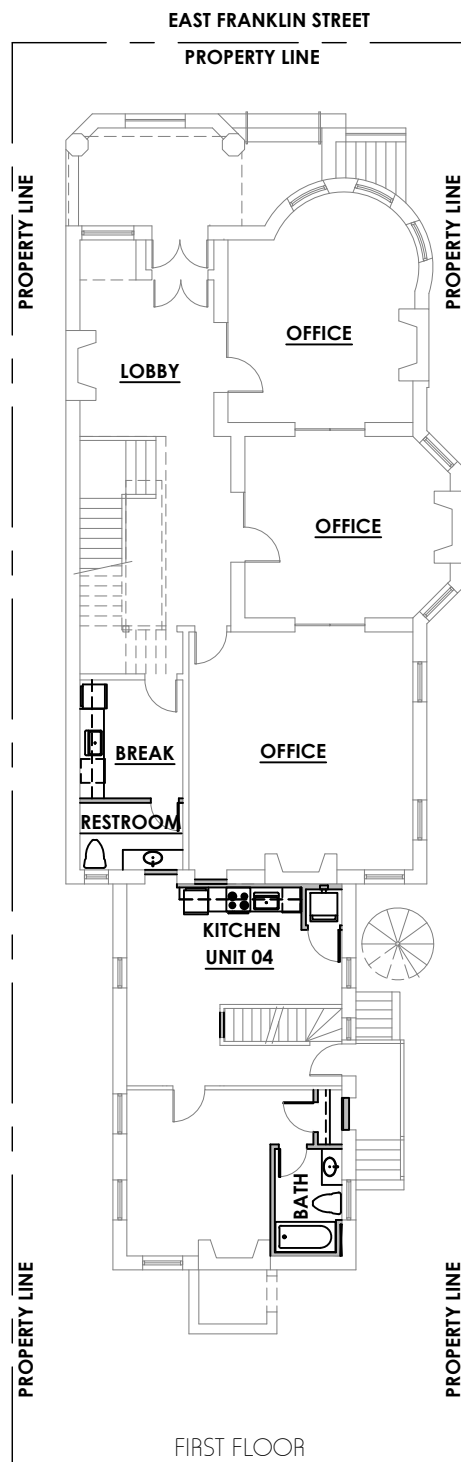 EAST FRANKLIN STREET
PROPERTY LINE
PROPERTY LINE
PROPERTY LINE
OFFICE
LOBBY
OFFICE
BREAK
OFFICE
RESTROOM
KITCHEN
UNIT 04
BATH
PROPERTY LINE
PROPERTY LINE
FIRST FLOOR